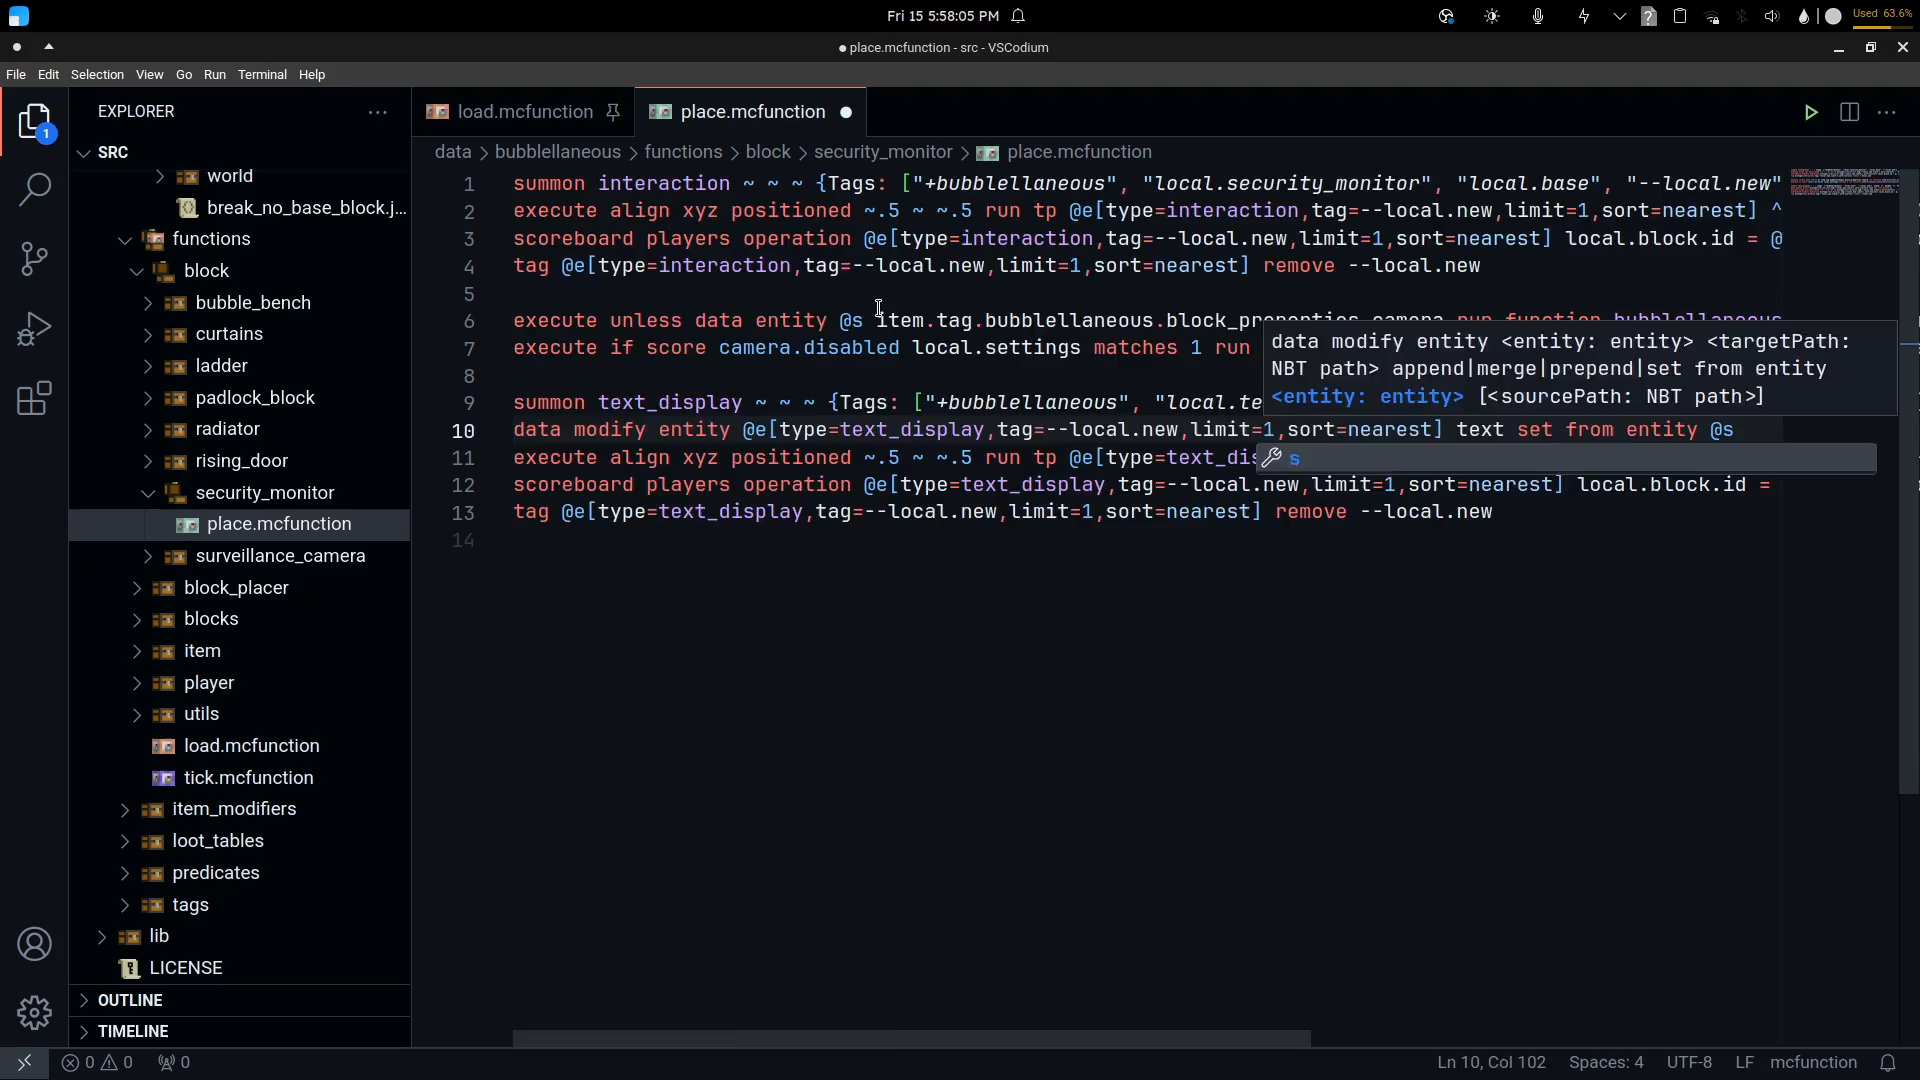 Fri 15 5:58:05 PM
Used 63.6%
place.mcfunction - src - VSCodium
File Edit Selection View Go Run Terminal Help
EXPLORER
SRC
world
break_no_base_block.j...
functions
block
bubble_bench
curtains
ladder
padlock_block
radiator
rising_door
security_monitor
place.mcfunction
surveillance_camera
block_placer
blocks
item
player
utils
load.mcfunction
tick.mcfunction
item_modifiers
loot_tables
predicates
tags
lib
LICENSE
OUTLINE
TIMELINE
load.mcfunction
place.mcfunction
data > bubblellaneous > functions > block > security_monitor > place.mcfunction
1 summon interaction ~ ~ ~ {Tags: ["+bubblellaneous", "local.security_monitor", "local.base", "--local.new"
2 execute align xyz positioned ~.5 ~ ~.5 run tp @e[type=interaction,tag=--local.new,limit=1,sort=nearest] ^
3 scoreboard players operation @e[type=interaction,tag=--local.new,limit=1,sort=nearest] local.block.id = @
4 tag @e[type=interaction,tag=--local.new,limit=1,sort=nearest] remove --local.new
5
6 execute unless data entity @s item.tag.bubblellaneous.block_properties.camera run function bubblellaneous
7 execute if score camera.disabled local.settings matches 1 run
8
9 summon text_display ~ ~ ~ {Tags: ["+bubblellaneous", "local.te
10 data modify entity @e[type=text_display,tag=--local.new,limit=1,sort=nearest] text set from entity @s
11 execute align xyz positioned ~.5 ~ ~.5 run tp @e[type=text_dis
12 scoreboard players operation @e[type=text_display,tag=--local.new,limit=1,sort=nearest] local.block.id =
13 tag @e[type=text_display,tag=--local.new,limit=1,sort=nearest] remove --local.new
14
data modify entity <entity: entity> <targetPath:
NBT path> append|merge|prepend|set from entity
<entity: entity> [<sourcePath: NBT path>]
s
1
0 0 0
Ln 10, Col 102 Spaces: 4 UTF-8 LF mcfunction